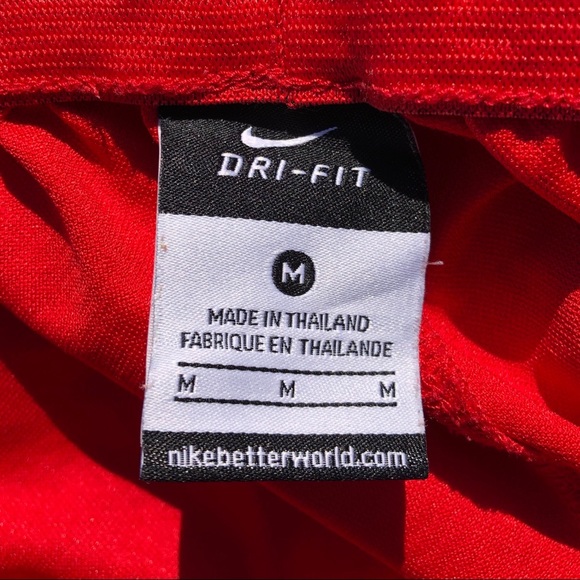 DRI-FIT
M
MADE IN THAILAND
FABRIQUE EN THAILANDE
M M M
nikebetterworld.com